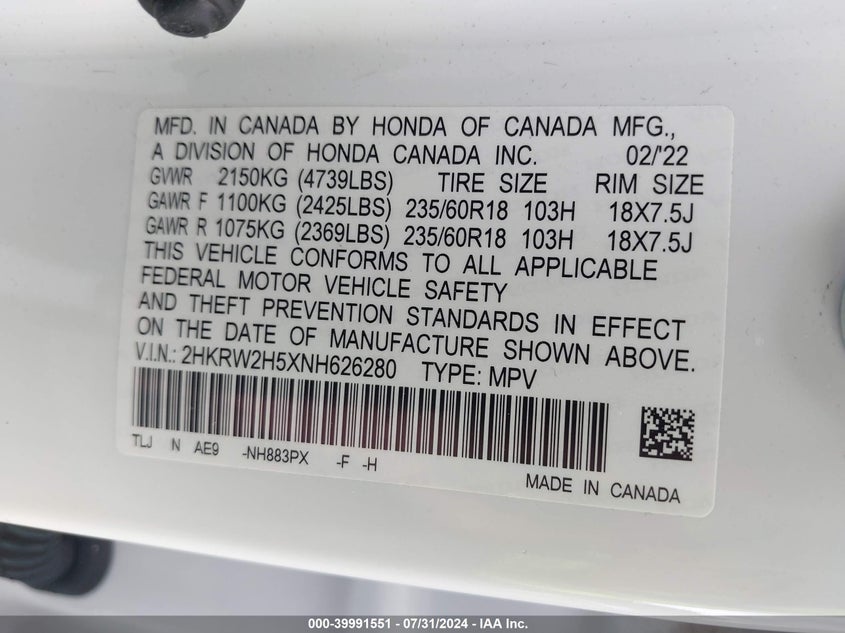 MFD. IN CANADA BY HONDA OF CANADA MFG.,
A DIVISION OF HONDA CANADA INC. 02/'22
GVWR 2150KG (4739LBS) TIRE SIZE RIM SIZE
GAWR F 1100KG (2425LBS) 235/60R18 103H 18X7.5J
GAWR R 1075KG (2369LBS) 235/60R18 103H 18X7.5J
THIS VEHICLE CONFORMS TO ALL APPLICABLE
FEDERAL MOTOR VEHICLE SAFETY
AND THEFT PREVENTION STANDARDS IN EFFECT
ON THE DATE OF MANUFACTURE SHOWN ABOVE.
V.I.N.: 2HKRW2H5XNH626280 TYPE: MPV
TLJ N AE9 -NH883PX -F -H
MADE IN CANADA
000-39991551 - 07/31/2024 - IAA Inc.